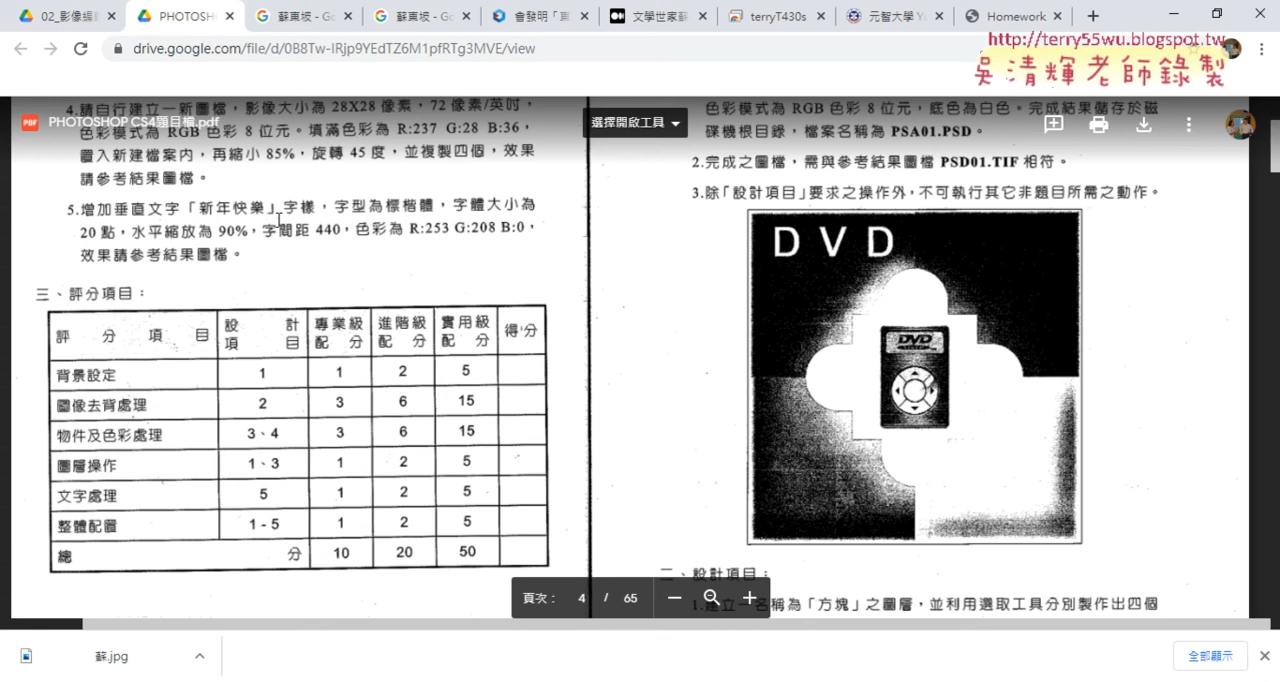 02_影像編
PHOTOSH
蘇東坡 - Go
蘇東坡 - Go
會發明「東
文學世家蘇
terryT430s
元智大學 Yu
Homework
drive.google.com/file/d/0B8Tw-IRjp9YEdTZ6M1pfRTg3MVE/view
http://terry55wu.blogspot.tw
吳清輝老師錄製
PDF
PHOTOSHOP CS4題目檔.pdf
選擇開啟工具
4.請自行建立一新圖檔，影像大小為 28X28 像素，72 像素/英吋，
色彩模式為 RGB 色彩 8 位元。填滿色彩為 R:237 G:28 B:36，
置入新建檔案內，再縮小 85%，旋轉 45 度，並複製四個，效果
請參考結果圖檔。
5.增加垂直文字「新年快樂」字樣，字型為標楷體，字體大小為
20 點，水平縮放為 90%，字間距 440，色彩為 R:253 G:208 B:0，
效果請參考結果圖檔。
三、評分項目：
評分項目 設計項目 專業級配分 進階級配分 實用級配分 得分
背景設定 1 1 2 5
圖像去背處理 2 3 6 15
物件及色彩處理 3、4 3 6 15
圖層操作 1、3 1 2 5
文字處理 5 1 2 5
整體配置 1-5 1 2 5
總分 10 20 50
色彩模式為 RGB 色彩 8 位元，底色為白色。完成結果儲存於磁
碟機根目錄，檔案名稱為 PSA01.PSD。
2.完成之圖檔，需與參考結果圖檔 PSD01.TIF 相符。
3.除「設計項目」要求之操作外，不可執行其它非題目所需之動作。
DVD
DVD
二、設計項目：
1.建立一名稱為「方塊」之圖層，並利用選取工具分別製作出四個
頁次： 4 / 65
蘇.jpg
全部顯示